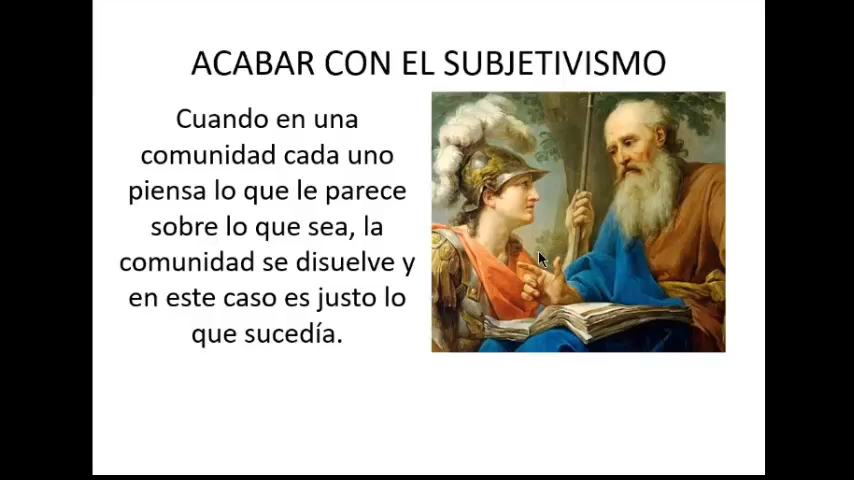 ACABAR CON EL SUBJETIVISMO
Cuando en una
comunidad cada uno
piensa lo que le parece
sobre lo que sea, la
comunidad se disuelve y
en este caso es justo lo
que sucedía.